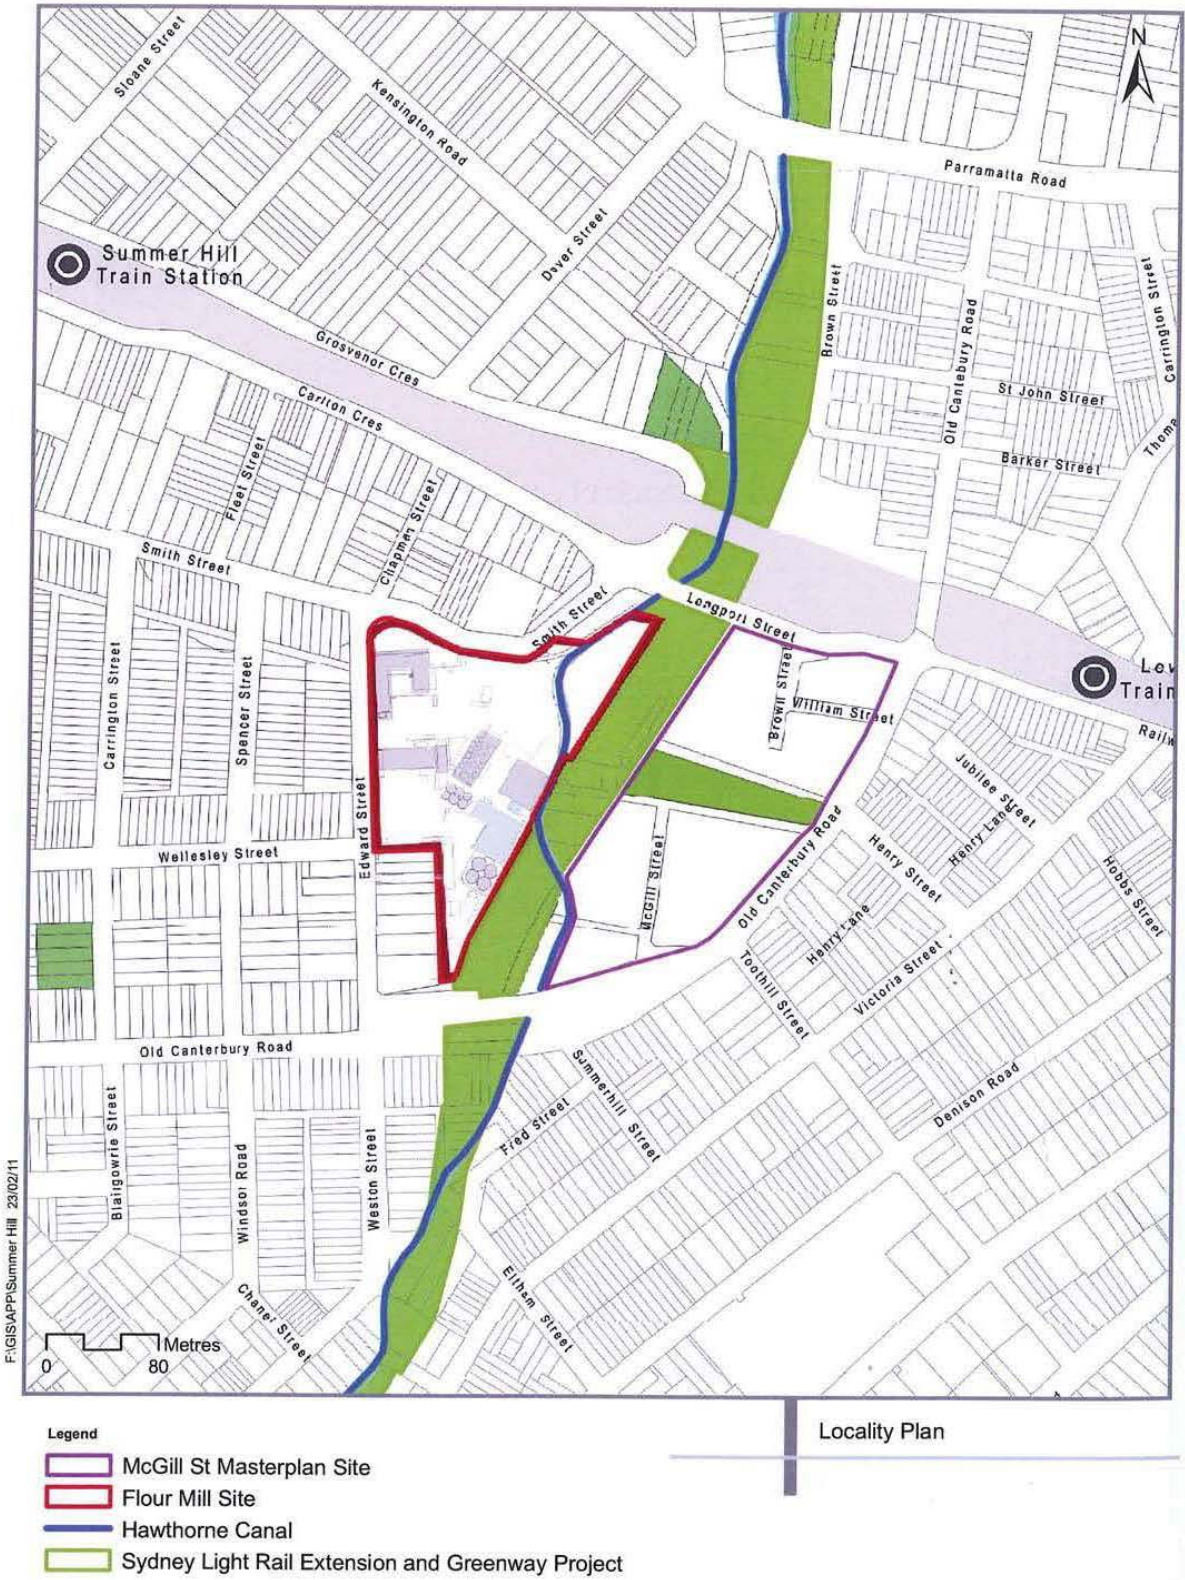 N
Sloane Street
Kensington Road
Parramatta Road
Dover Street
Summer Hill
Train Station
Brown Street
Old Cantebury Road
Carrington Street
Grosvenor Cres
Carlton Cres
St John Street
Thoma
Barker Street
Fleet Street
Chapman Street
Smith Street
Smith Street
Longport Street
Brown Street
William Street
Lev
Train
Railw
Carrington Street
Spencer Street
Edward Street
Jubilee Street
Henry Lane
Wellesley Street
McGill Street
Old Canterbury Road
Henry Street
Hobbs Street
Henry Lane
Victoria Street
Toothill Street
Old Canterbury Road
Summerhill Street
Fred Street
Denison Road
Blairgowrie Street
Windsor Road
Weston Street
Eltham Street
Chaner Street
Metres
0 80
F:\GIS\APP\Summer Hill 23/02/11
Locality Plan
Legend
McGill St Masterplan Site
Flour Mill Site
Hawthorne Canal
Sydney Light Rail Extension and Greenway Project